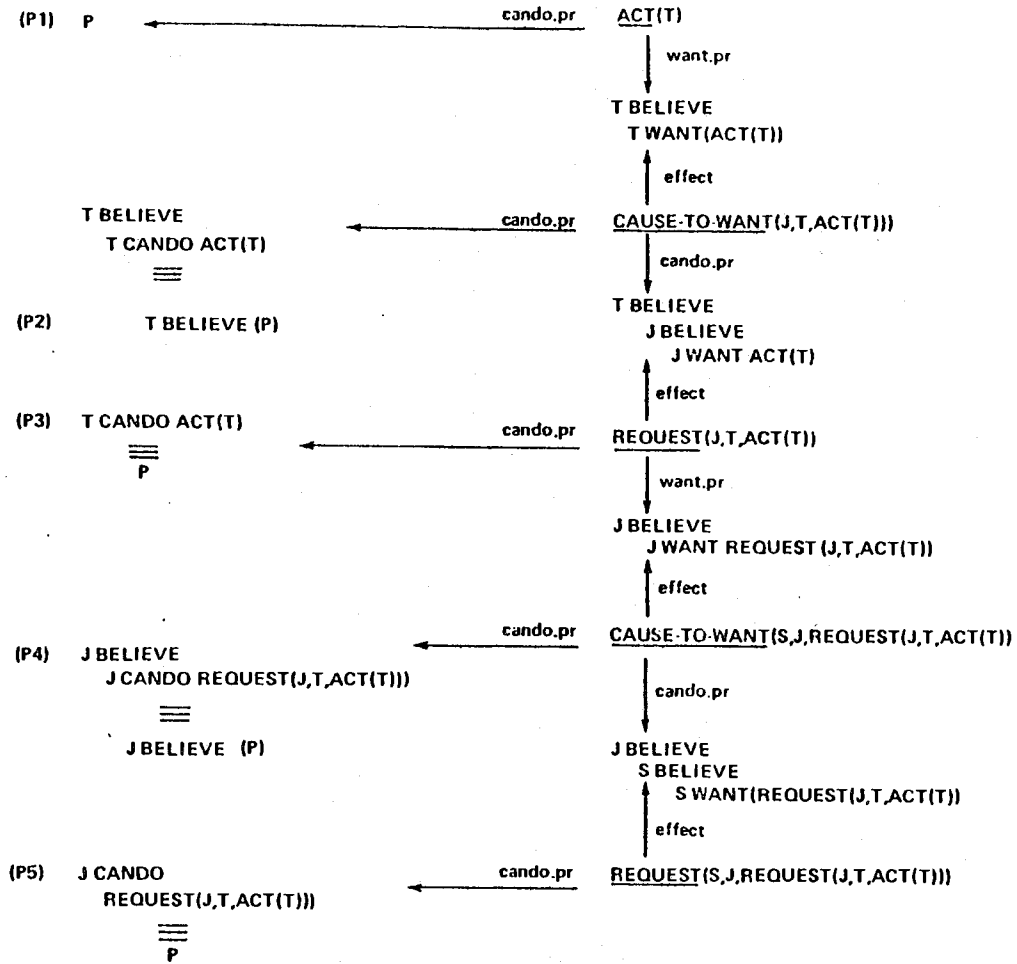 (P1) P cando.pr ACT(T)
want.pr
T BELIEVE
T WANT(ACT(T))
effect
T BELIEVE cando.pr CAUSE-TO-WANT(J,T,ACT(T)))
T CANDO ACT(T)
cando.pr
T BELIEVE
(P2) T BELIEVE (P)
J BELIEVE
J WANT ACT(T)
effect
(P3) T CANDO ACT(T) cando.pr REQUEST(J,T,ACT(T))
P
want.pr
J BELIEVE
J WANT REQUEST (J,T,ACT(T))
effect
cando.pr CAUSE-TO-WANT(S,J,REQUEST(J,T,ACT(T))
(P4) J BELIEVE
J CANDO REQUEST(J,T,ACT(T)))
cando.pr
J BELIEVE (P) J BELIEVE
S BELIEVE
S WANT(REQUEST(J,T,ACT(T))
effect
(P5) J CANDO cando.pr REQUEST(S,J,REQUEST(J,T,ACT(T)))
REQUEST(J,T,ACT(T)))
P